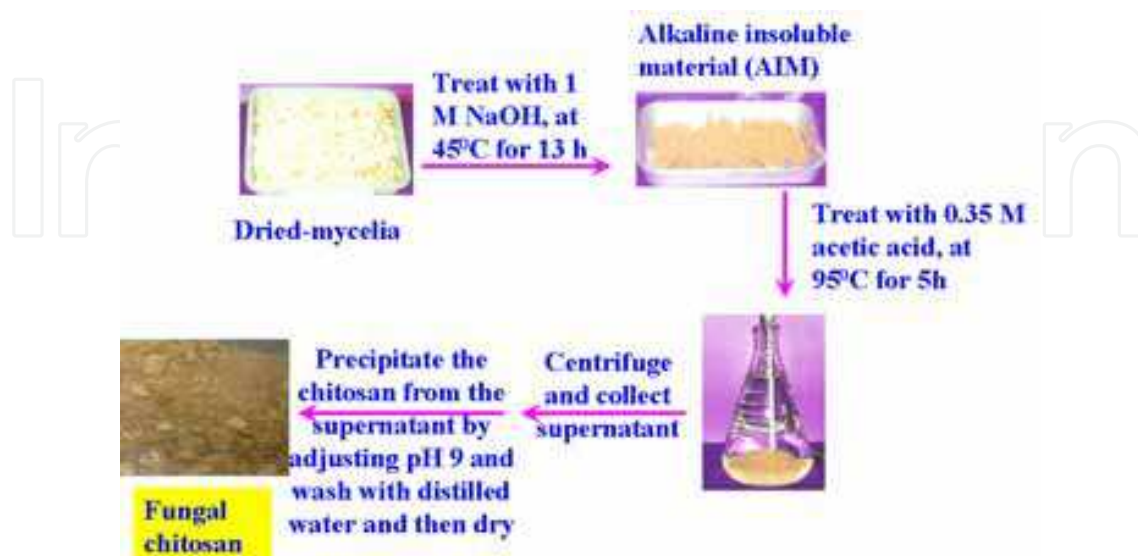 Alkaline insoluble
material (AIM)
Treat with 1
M NaOH, at
45⁰C for 13 h
Dried-mycelia
Treat with 0.35 M
acetic acid, at
95⁰C for 5h
Centrifuge
and collect
supernatant
Precipitate the
chitosan from the
supernatant by
adjusting pH 9 and
wash with distilled
water and then dry
Fungal
chitosan